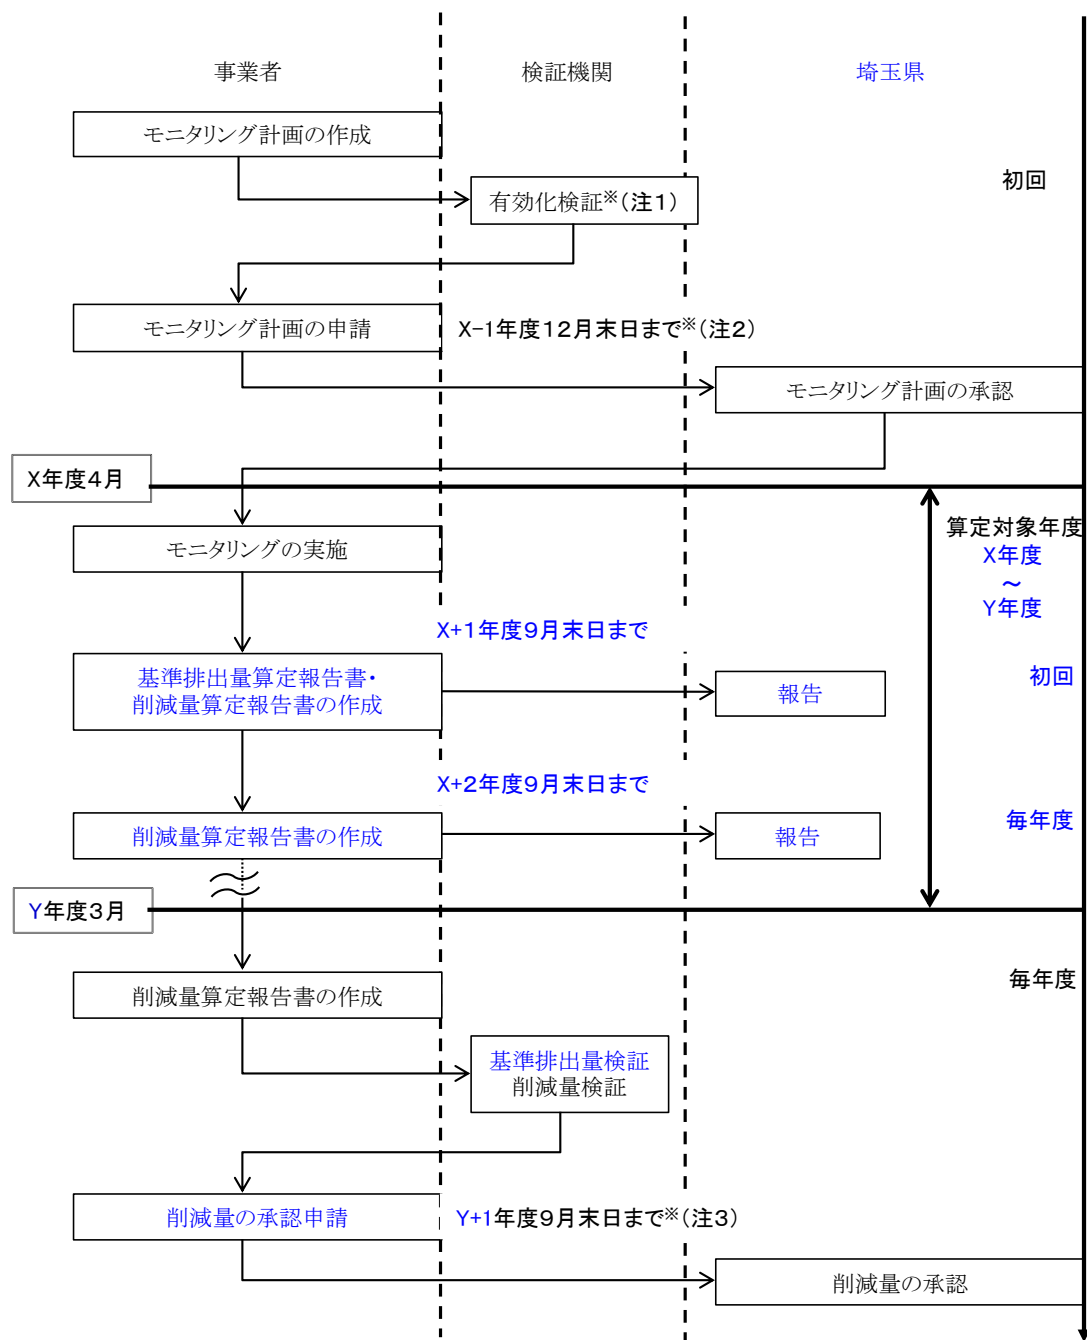 事業者
検証機関
埼玉県
モニタリング計画の作成
初回
有効化検証※(注1)
モニタリング計画の申請
X-1年度12月末日まで※(注2)
モニタリング計画の承認
X年度4月
モニタリングの実施
算定対象年度
X年度
～
Y年度
X+1年度9月末日まで
基準排出量算定報告書・
削減量算定報告書の作成
報告
初回
X+2年度9月末日まで
削減量算定報告書の作成
報告
毎年度
Y年度3月
削減量算定報告書の作成
毎年度
基準排出量検証
削減量検証
削減量の承認申請
Y+1年度9月末日まで※(注3)
削減量の承認